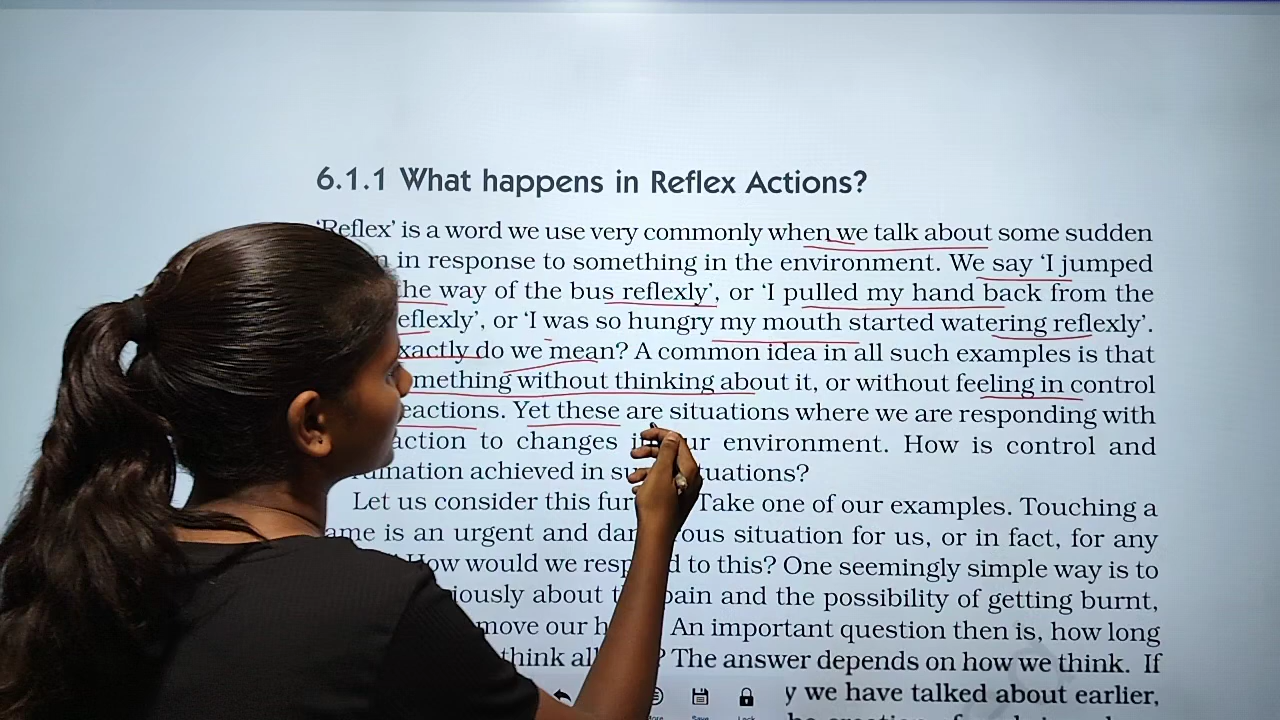 6.1.1 What happens in Reflex Actions?
‘Reflex’ is a word we use very commonly when we talk about some sudden
in response to something in the environment. We say ‘I jumped
the way of the bus reflexly’, or ‘I pulled my hand back from the
eflexly’, or ‘I was so hungry my mouth started watering reflexly’.
xactly do we mean? A common idea in all such examples is that
mething without thinking about it, or without feeling in control
eactions. Yet these are situations where we are responding with
action to changes in our environment. How is control and
ination achieved in su tuations?
Let us consider this fur Take one of our examples. Touching a
ame is an urgent and dan rous situation for us, or in fact, for any
How would we resp d to this? One seemingly simple way is to
iously about t pain and the possibility of getting burnt,
move our h An important question then is, how long
think all ? The answer depends on how we think. If
y we have talked about earlier,
Save Lock